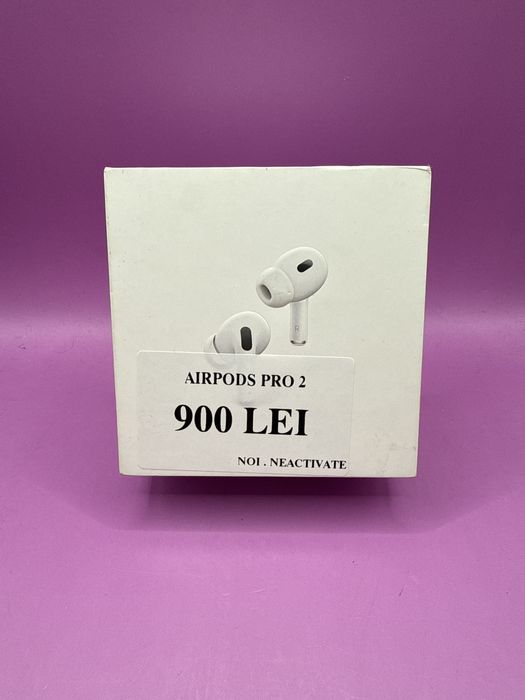 R
AIRPODS PRO 2
900 LEI
NOI . NEACTIVATE